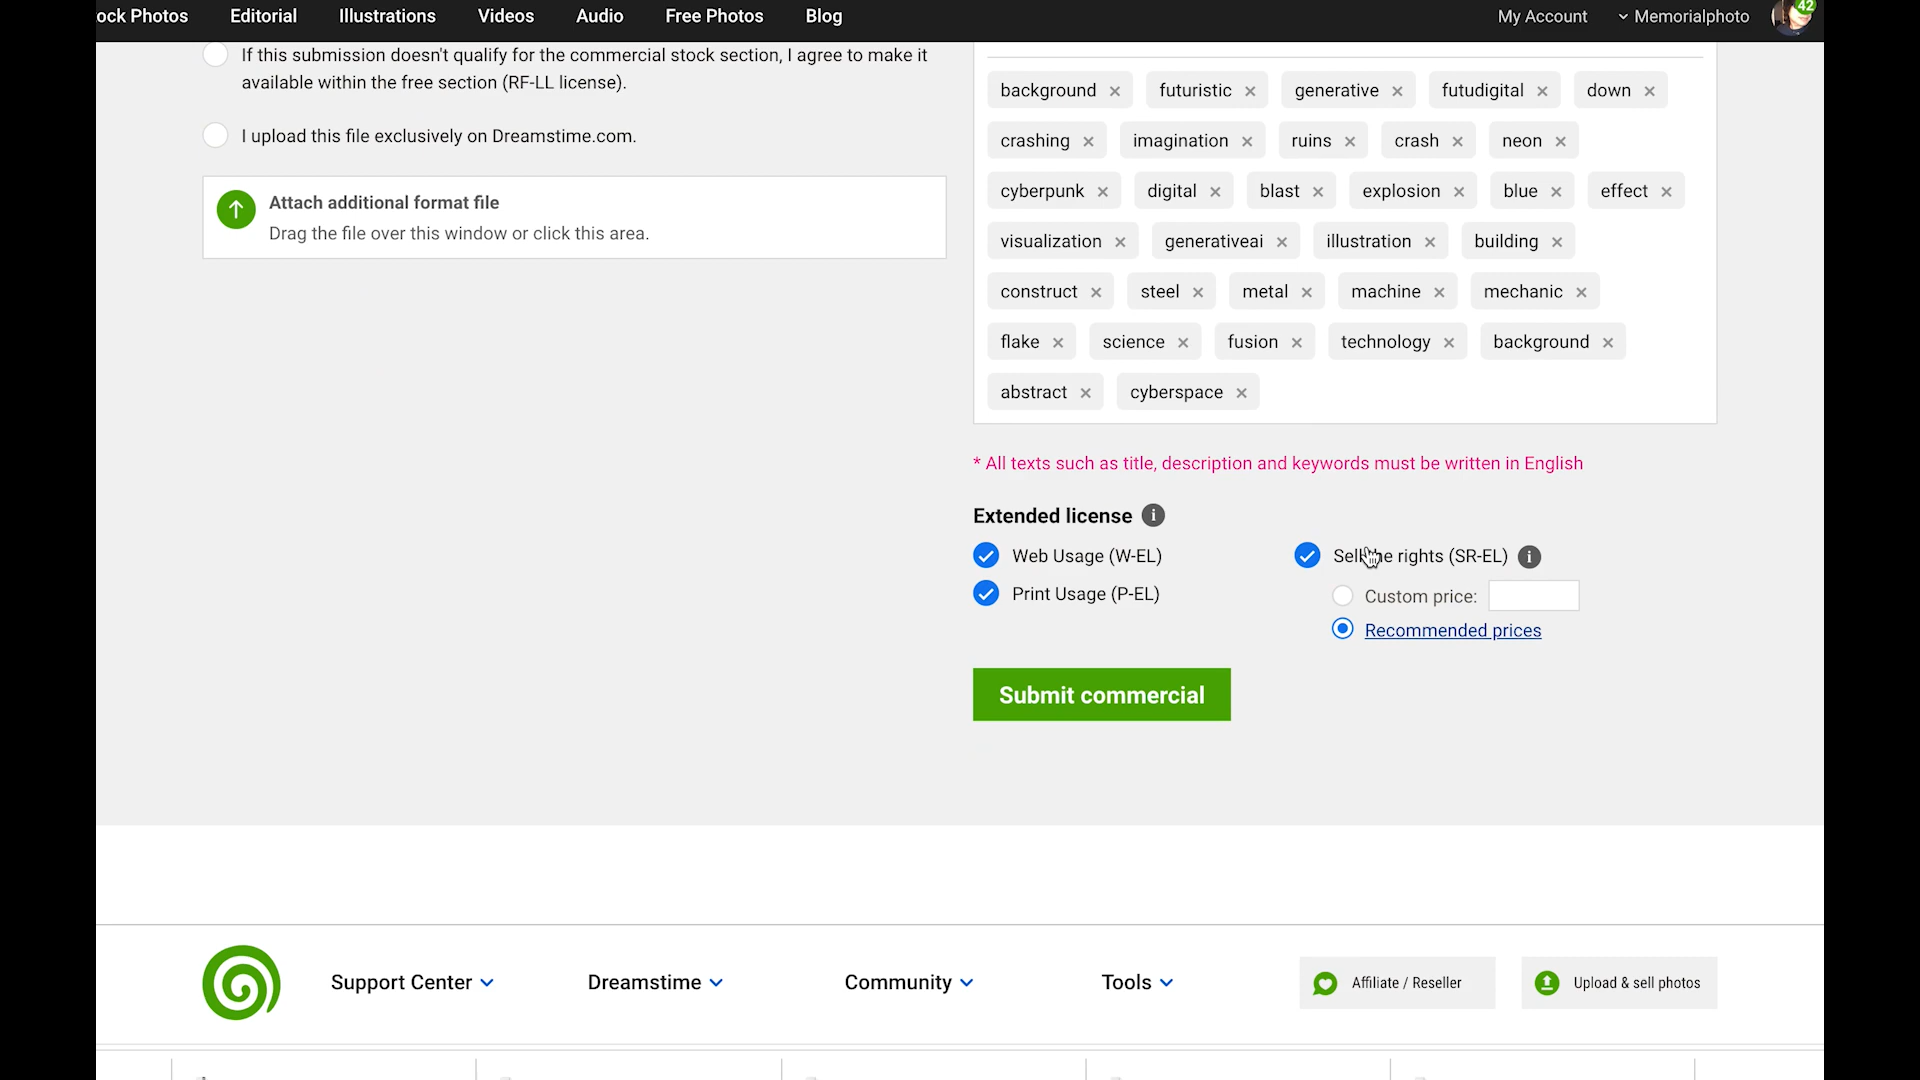 ock Photos Editorial Illustrations Videos Audio Free Photos Blog My Account Memorialphoto 42
If this submission doesn't qualify for the commercial stock section, I agree to make it
available within the free section (RF-LL license).
I upload this file exclusively on Dreamstime.com.
Attach additional format file
Drag the file over this window or click this area.
background × futuristic × generative × futudigital × down ×
crashing × imagination × ruins × crash × neon ×
cyberpunk × digital × blast × explosion × blue × effect ×
visualization × generativeai × illustration × building ×
construct × steel × metal × machine × mechanic ×
flake × science × fusion × technology × background ×
abstract × cyberspace ×
* All texts such as title, description and keywords must be written in English
Extended license i
Web Usage (W-EL)
Print Usage (P-EL)
Sell the rights (SR-EL) i
Custom price:
Recommended prices
Submit commercial
Support Center Dreamstime Community Tools Affiliate / Reseller Upload & sell photos